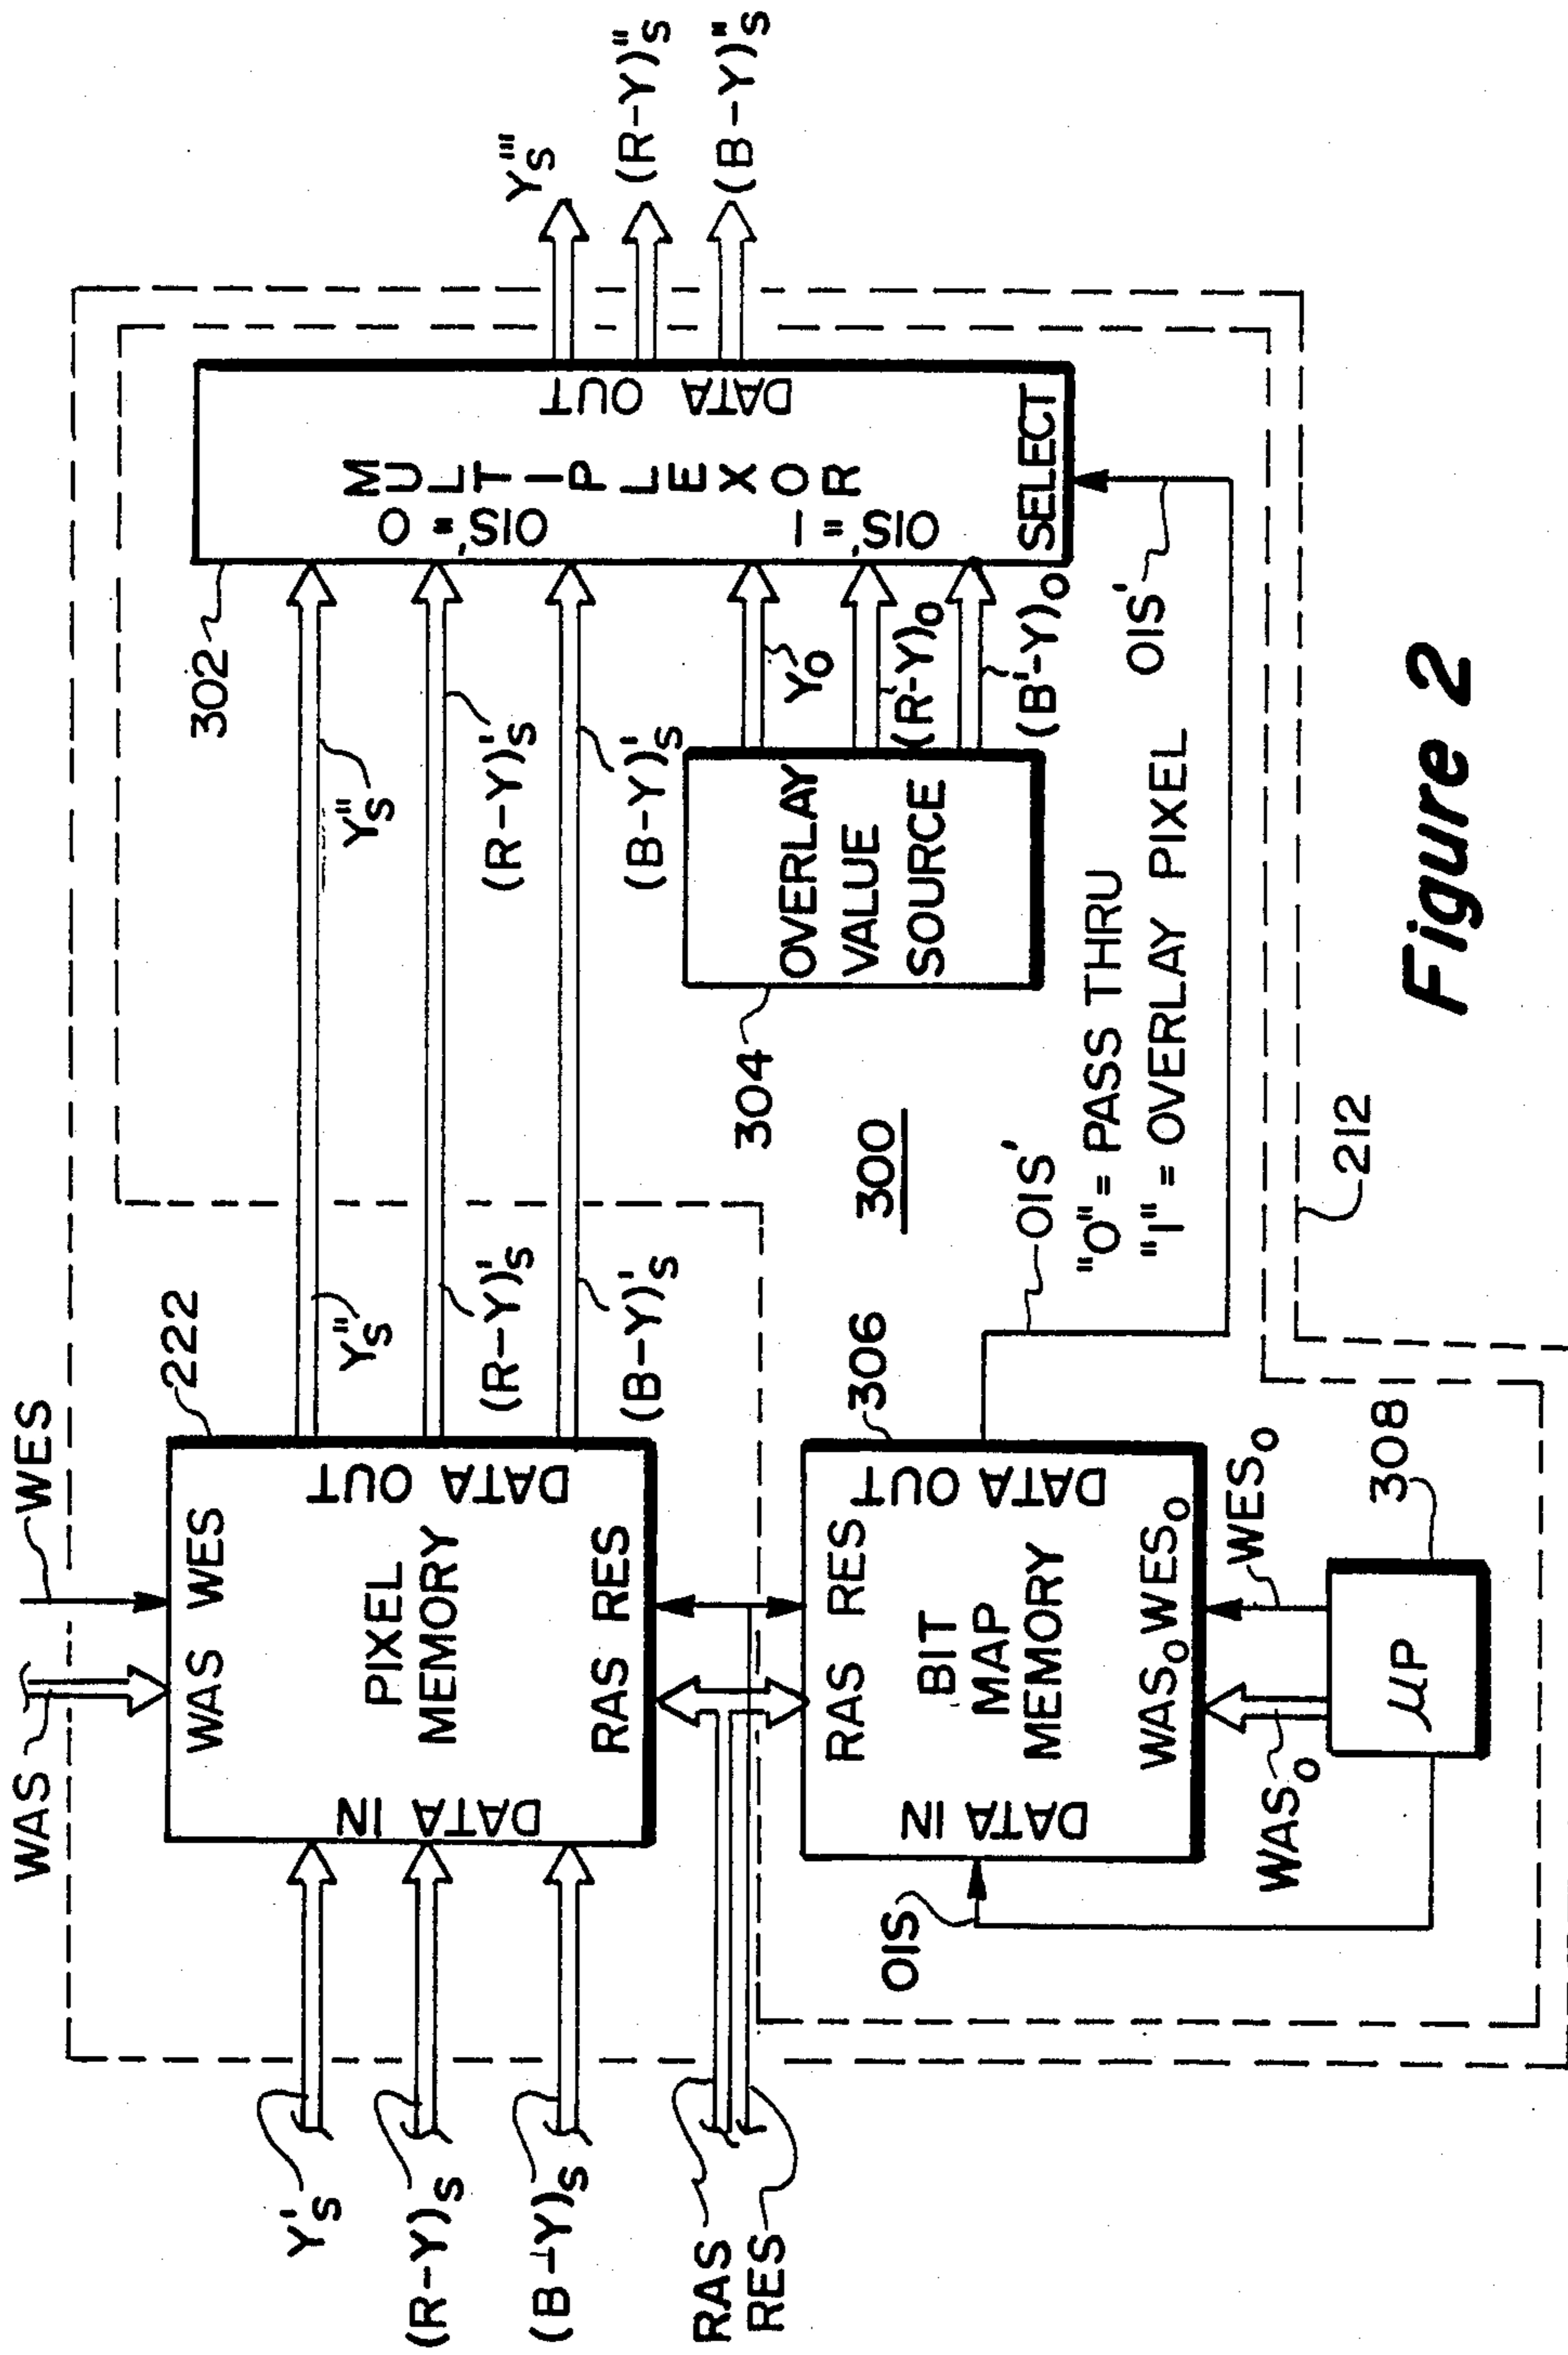 WAS
WES
222
WAS WES
PIXEL
MEMORY
DATA IN
DATA OUT
RAS RES
Y'S
(R-Y)S
(B-Y)S
RAS
RES
Y"S
(R-Y)'S
(B-Y)'S
Y"S
(R-Y)'S
(B-Y)'S
302
MULTIPLEXOR
OIS' = 0
OIS' = 1
DATA OUT
SELECT
Y'''S
(R-Y)"S
(B-Y)"S
304
OVERLAY
VALUE
SOURCE
YO
(R'-Y)O
(B'-Y)O
300
306
RAS RES
BIT
MAP
MEMORY
DATA IN
DATA OUT
WASO WESO
OIS
OIS'
OIS'
"0" = PASS THRU
"1" = OVERLAY PIXEL
WASO
WESO
308
μP
212
Figure 2